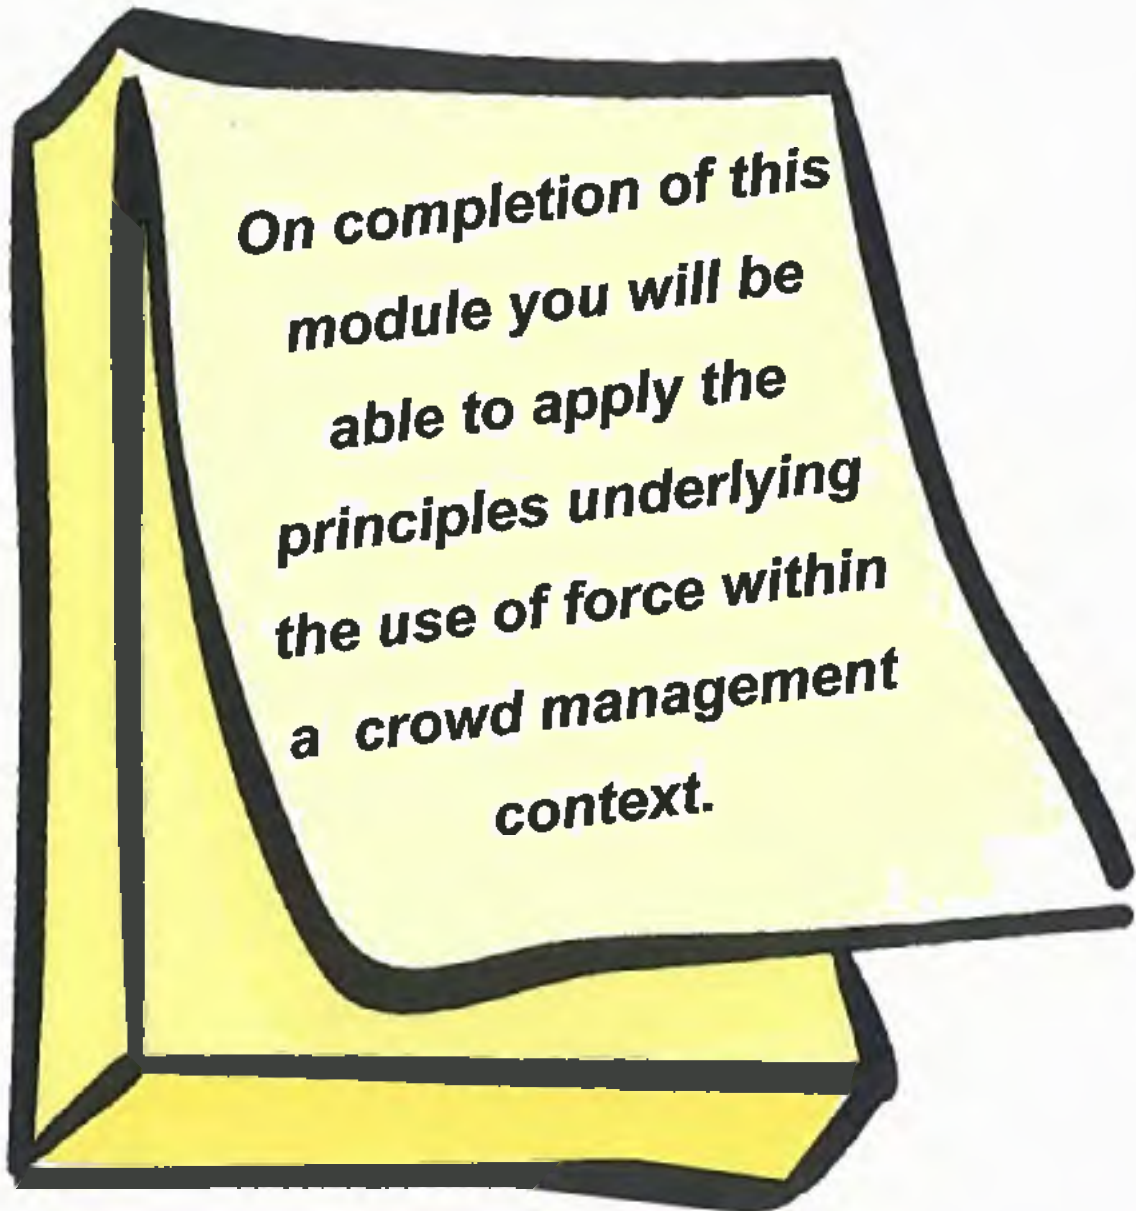 On completion of this
module you will be
able to apply the
principles underlying
the use of force within
a crowd management
context.